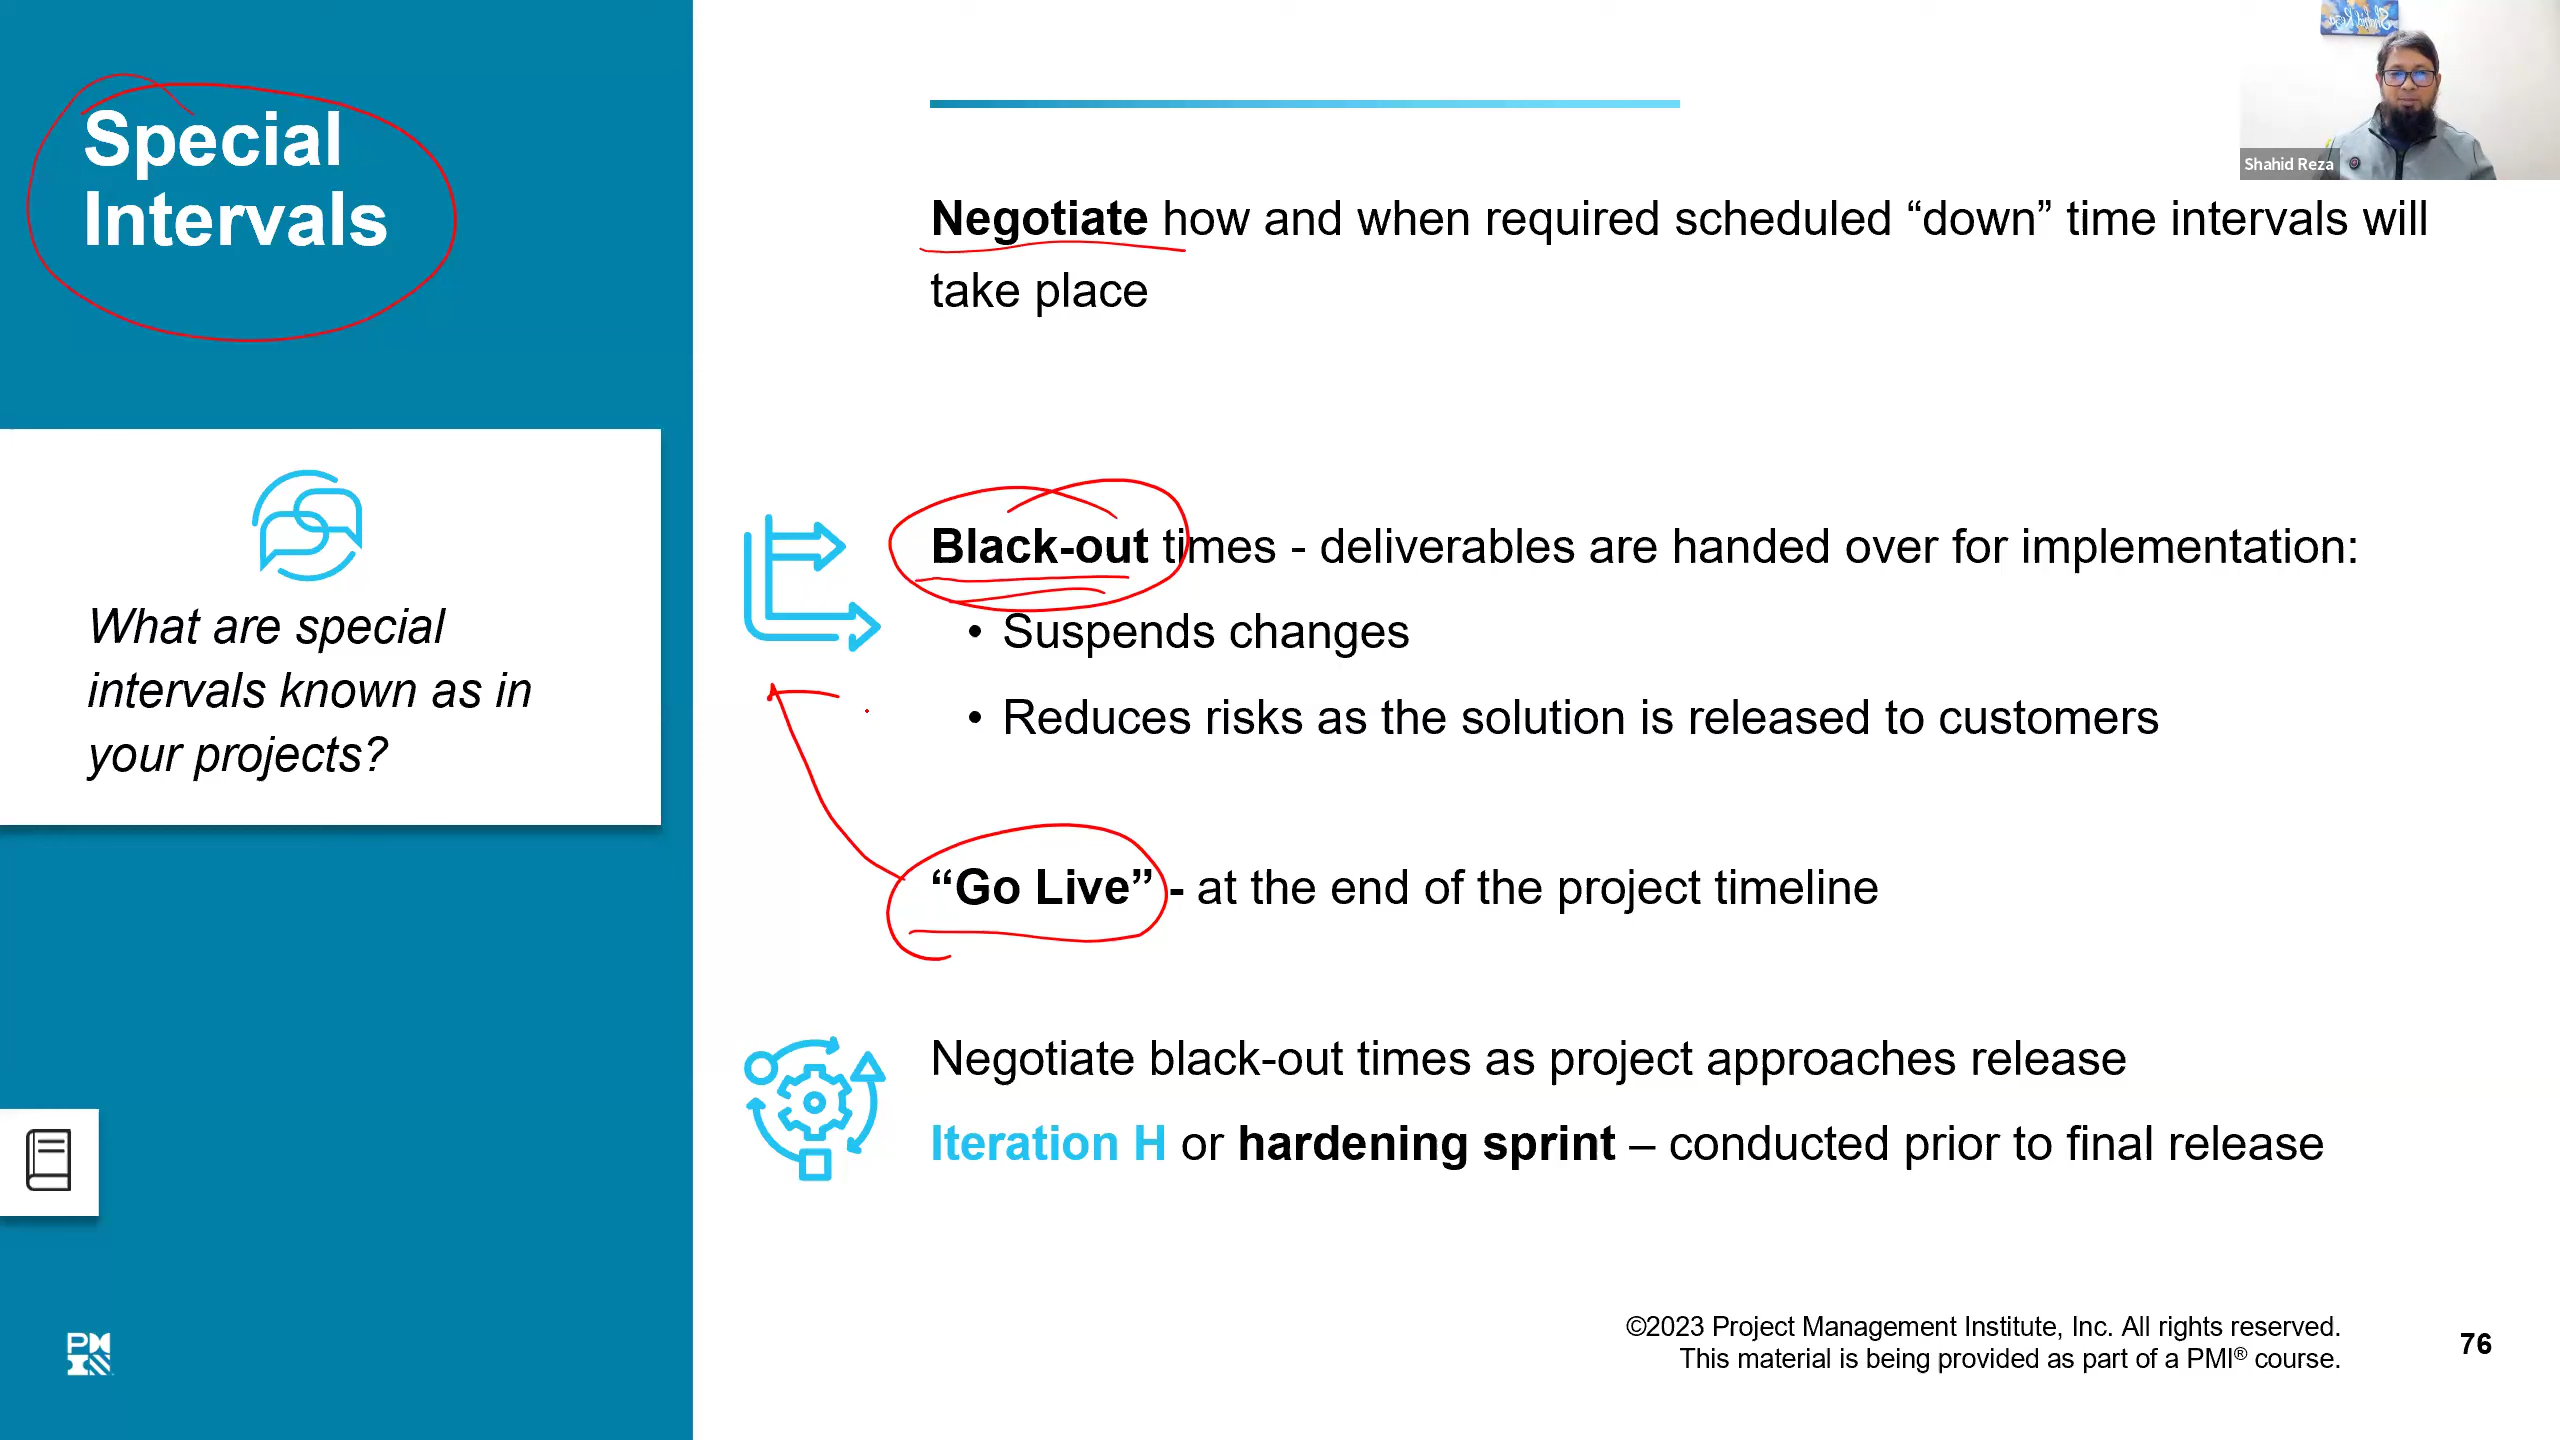 Special
Intervals
What are special
intervals known as in
your projects?
Shahid Reza
Negotiate how and when required scheduled “down” time intervals will
take place
Black-out times - deliverables are handed over for implementation:
• Suspends changes
• Reduces risks as the solution is released to customers
“Go Live” - at the end of the project timeline
Negotiate black-out times as project approaches release
Iteration H or hardening sprint – conducted prior to final release
©2023 Project Management Institute, Inc. All rights reserved.
This material is being provided as part of a PMI® course.
76